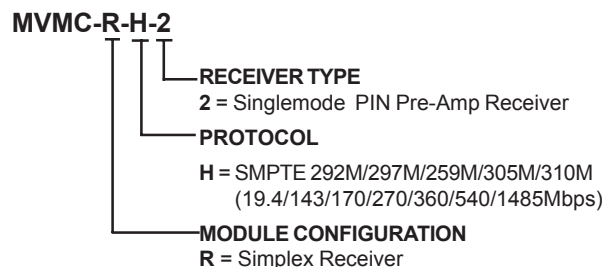 MVMC-R-H-2
RECEIVER TYPE
2 = Singlemode PIN Pre-Amp Receiver
PROTOCOL
H = SMPTE 292M/297M/259M/305M/310M
(19.4/143/170/270/360/540/1485Mbps)
MODULE CONFIGURATION
R = Simplex Receiver